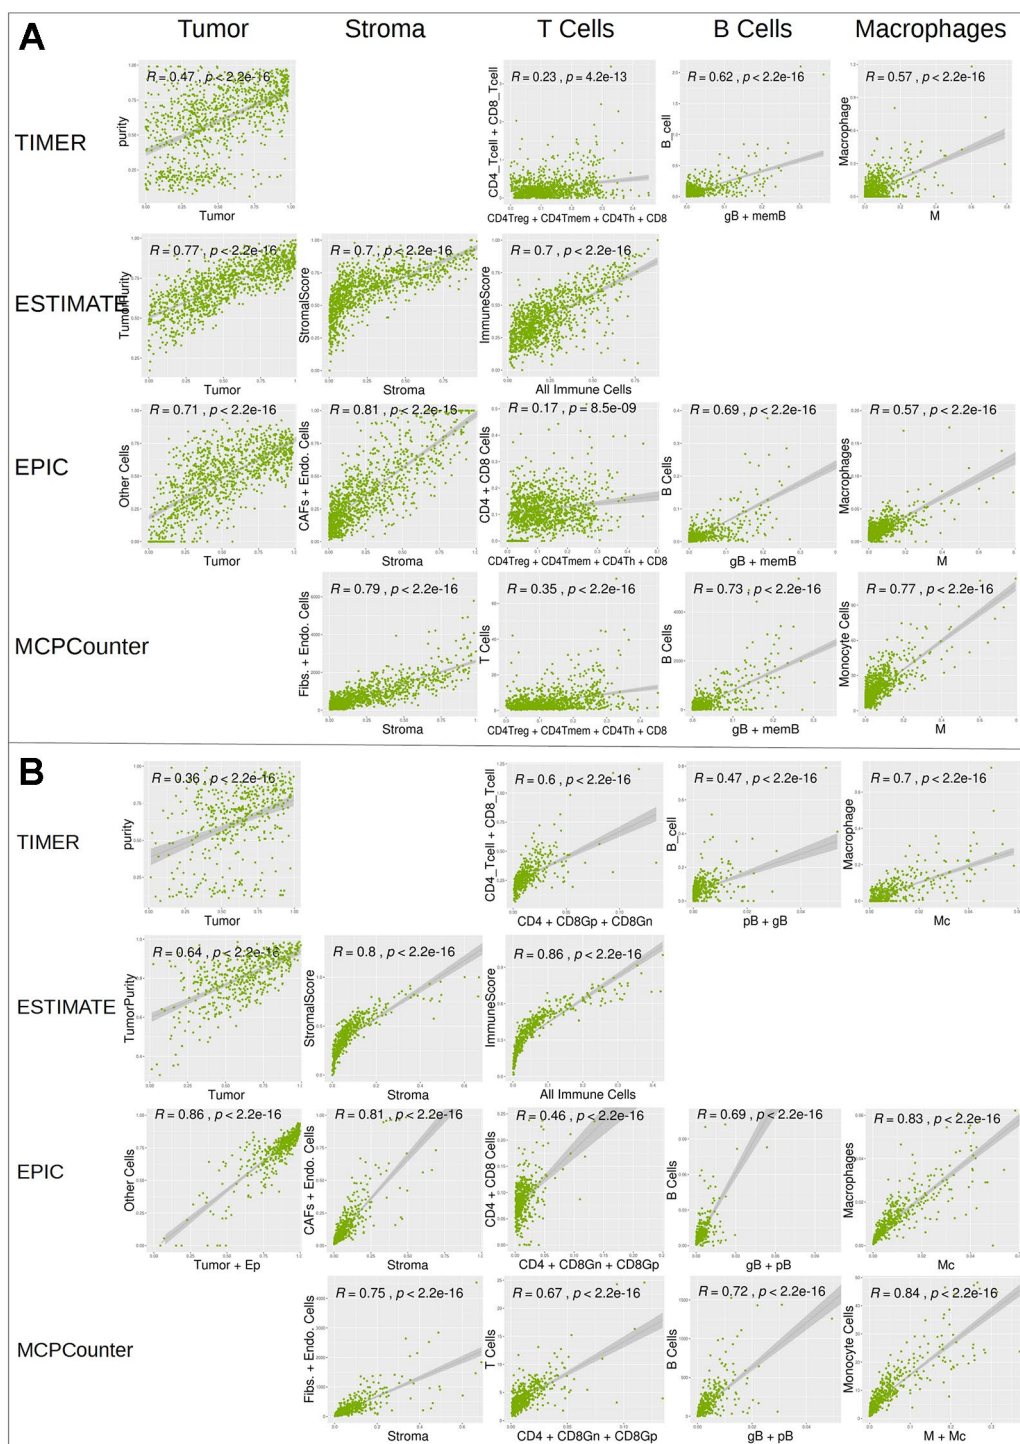 A
Tumor Stroma T Cells B Cells Macrophages
TIMER
R = 0.47 , p < 2.2e-16
purity
Tumor
R = 0.23 , p = 4.2e-13
CD4_Tcell + CD8_Tcell
CD4Treg + CD4Tmem + CD4Th + CD8
R = 0.62 , p < 2.2e-16
B_cell
gB + memB
R = 0.57 , p < 2.2e-16
Macrophage
M
ESTIMATE
R = 0.77 , p < 2.2e-16
TumorPurity
Tumor
R = 0.7 , p < 2.2e-16
StromalScore
Stroma
R = 0.7 , p < 2.2e-16
ImmuneScore
All Immune Cells
EPIC
R = 0.71 , p < 2.2e-16
Other Cells
Tumor
R = 0.81 , p < 2.2e-16
CAFs + Endo. Cells
Stroma
R = 0.17 , p = 8.5e-09
CD4 + CD8 Cells
CD4Treg + CD4Tmem + CD4Th + CD8
R = 0.69 , p < 2.2e-16
B Cells
gB + memB
R = 0.57 , p < 2.2e-16
Macrophages
M
MCPCounter
R = 0.79 , p < 2.2e-16
Fibs. + Endo. Cells
Stroma
R = 0.35 , p < 2.2e-16
T Cells
CD4Treg + CD4Tmem + CD4Th + CD8
R = 0.73 , p < 2.2e-16
B Cells
gB + memB
R = 0.77 , p < 2.2e-16
Monocyte Cells
M
B
TIMER
R = 0.36 , p < 2.2e-16
purity
Tumor
R = 0.6 , p < 2.2e-16
CD4_Tcell + CD8_Tcell
CD4 + CD8Gp + CD8Gn
R = 0.47 , p < 2.2e-16
B_cell
pB + gB
R = 0.7 , p < 2.2e-16
Macrophage
Mc
ESTIMATE
R = 0.64 , p < 2.2e-16
TumorPurity
Tumor
R = 0.8 , p < 2.2e-16
StromalScore
Stroma
R = 0.86 , p < 2.2e-16
ImmuneScore
All Immune Cells
EPIC
R = 0.86 , p < 2.2e-16
Other Cells
Tumor + Ep
R = 0.81 , p < 2.2e-16
CAFs + Endo. Cells
Stroma
R = 0.46 , p < 2.2e-16
CD4 + CD8 Cells
CD4 + CD8Gn + CD8Gp
R = 0.69 , p < 2.2e-16
B Cells
gB + pB
R = 0.83 , p < 2.2e-16
Macrophages
Mc
MCPCounter
R = 0.75 , p < 2.2e-16
Fibs. + Endo. Cells
Stroma
R = 0.67 , p < 2.2e-16
T Cells
CD4 + CD8Gn + CD8Gp
R = 0.72 , p < 2.2e-16
B Cells
gB + pB
R = 0.84 , p < 2.2e-16
Monocyte Cells
M + Mc